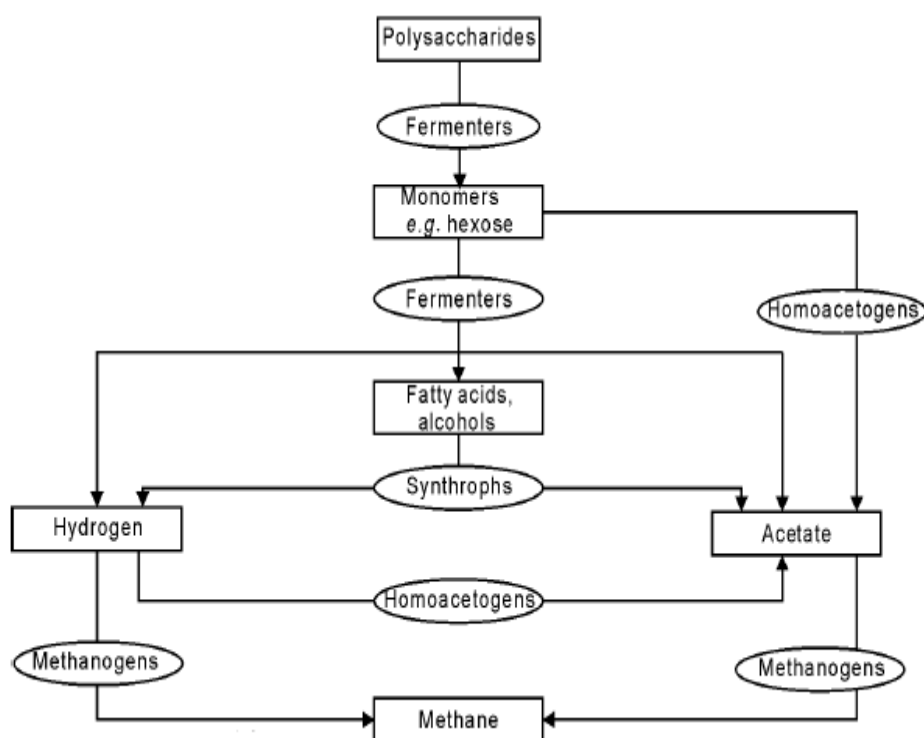 Polysaccharides
Fermenters
Monomers
e.g. hexose
Fermenters
Homoacetogens
Fatty acids,
alcohols
Synthrophs
Hydrogen
Acetate
Homoacetogens
Methanogens
Methanogens
Methane